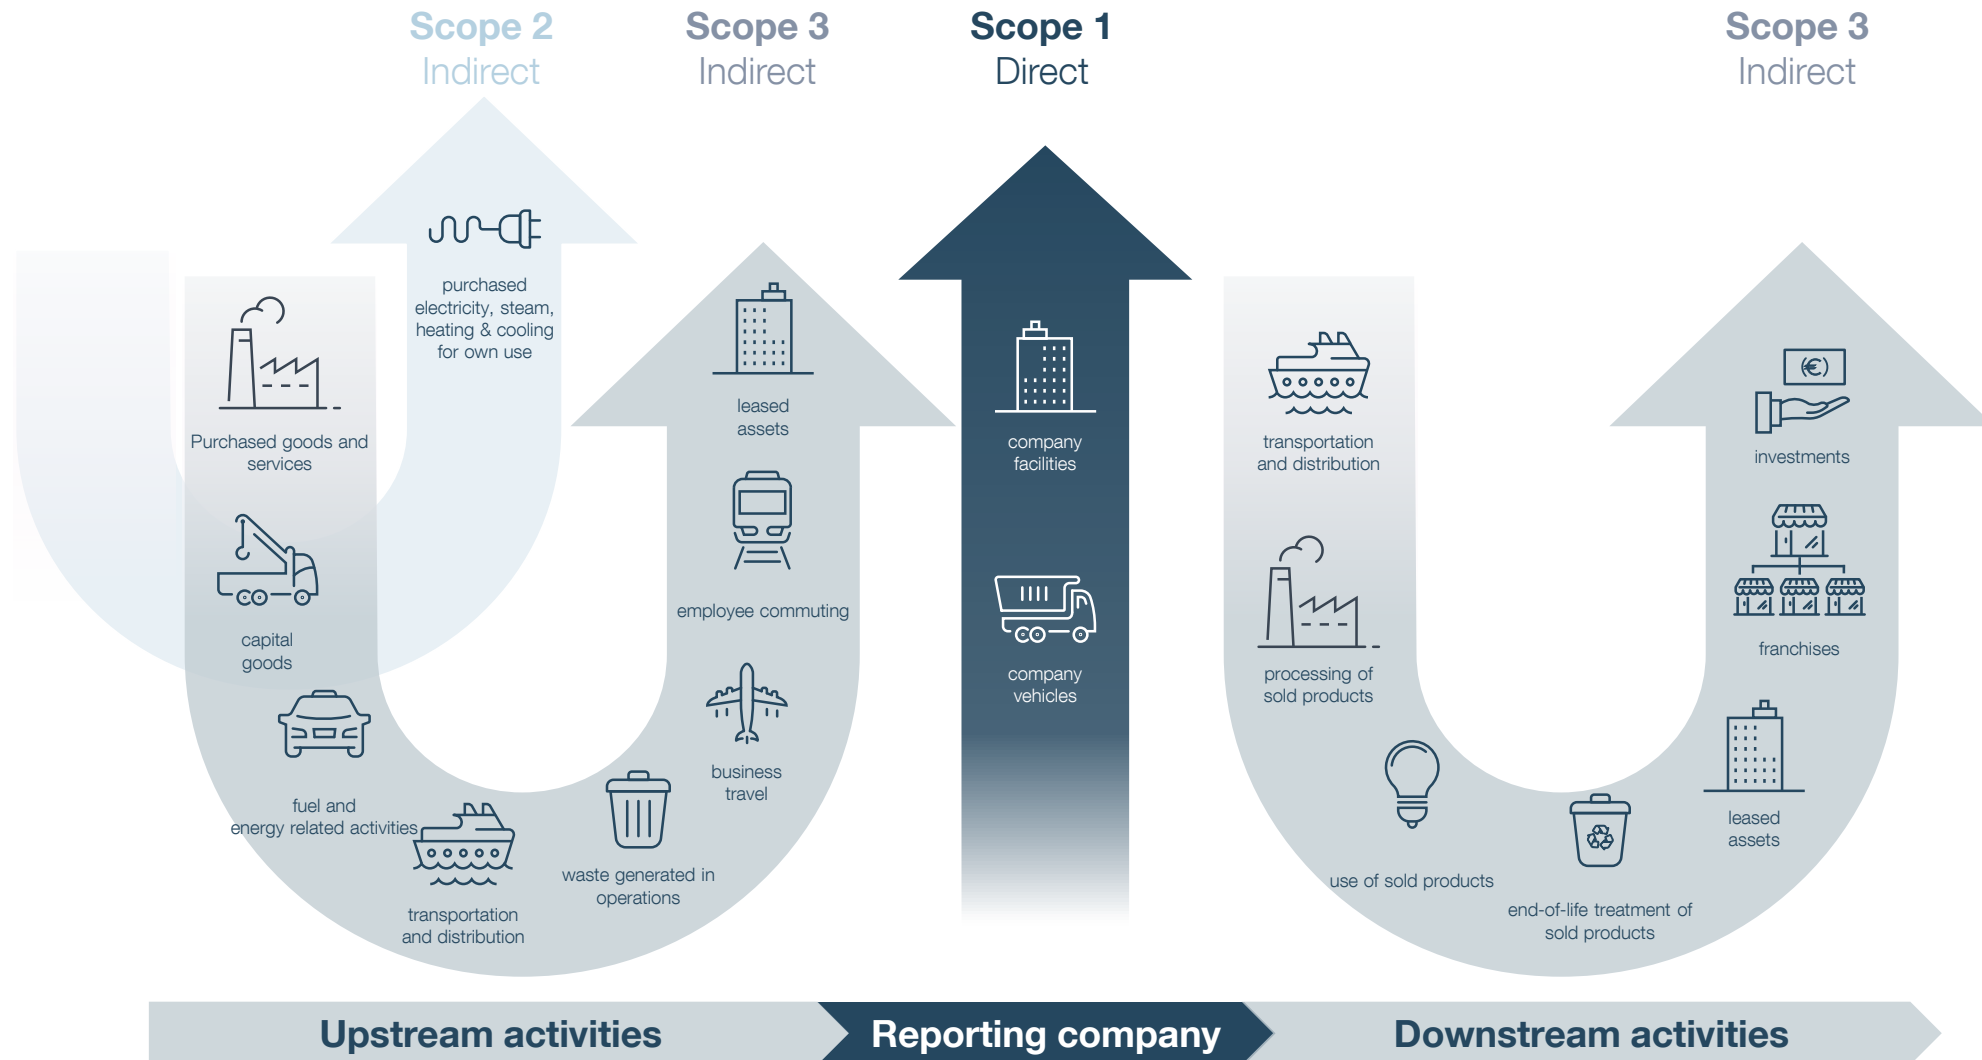 Scope 2
Indirect
Scope 3
Indirect
Scope 1
Direct
Scope 3
Indirect
purchased
electricity, steam,
heating & cooling
for own use
Purchased goods and
services
capital
goods
fuel and
energy related activities
transportation
and distribution
waste generated in
operations
business
travel
employee commuting
leased
assets
company
facilities
company
vehicles
transportation
and distribution
processing of
sold products
use of sold products
end-of-life treatment of
sold products
leased
assets
franchises
(€)
investments
Upstream activities
Reporting company
Downstream activities